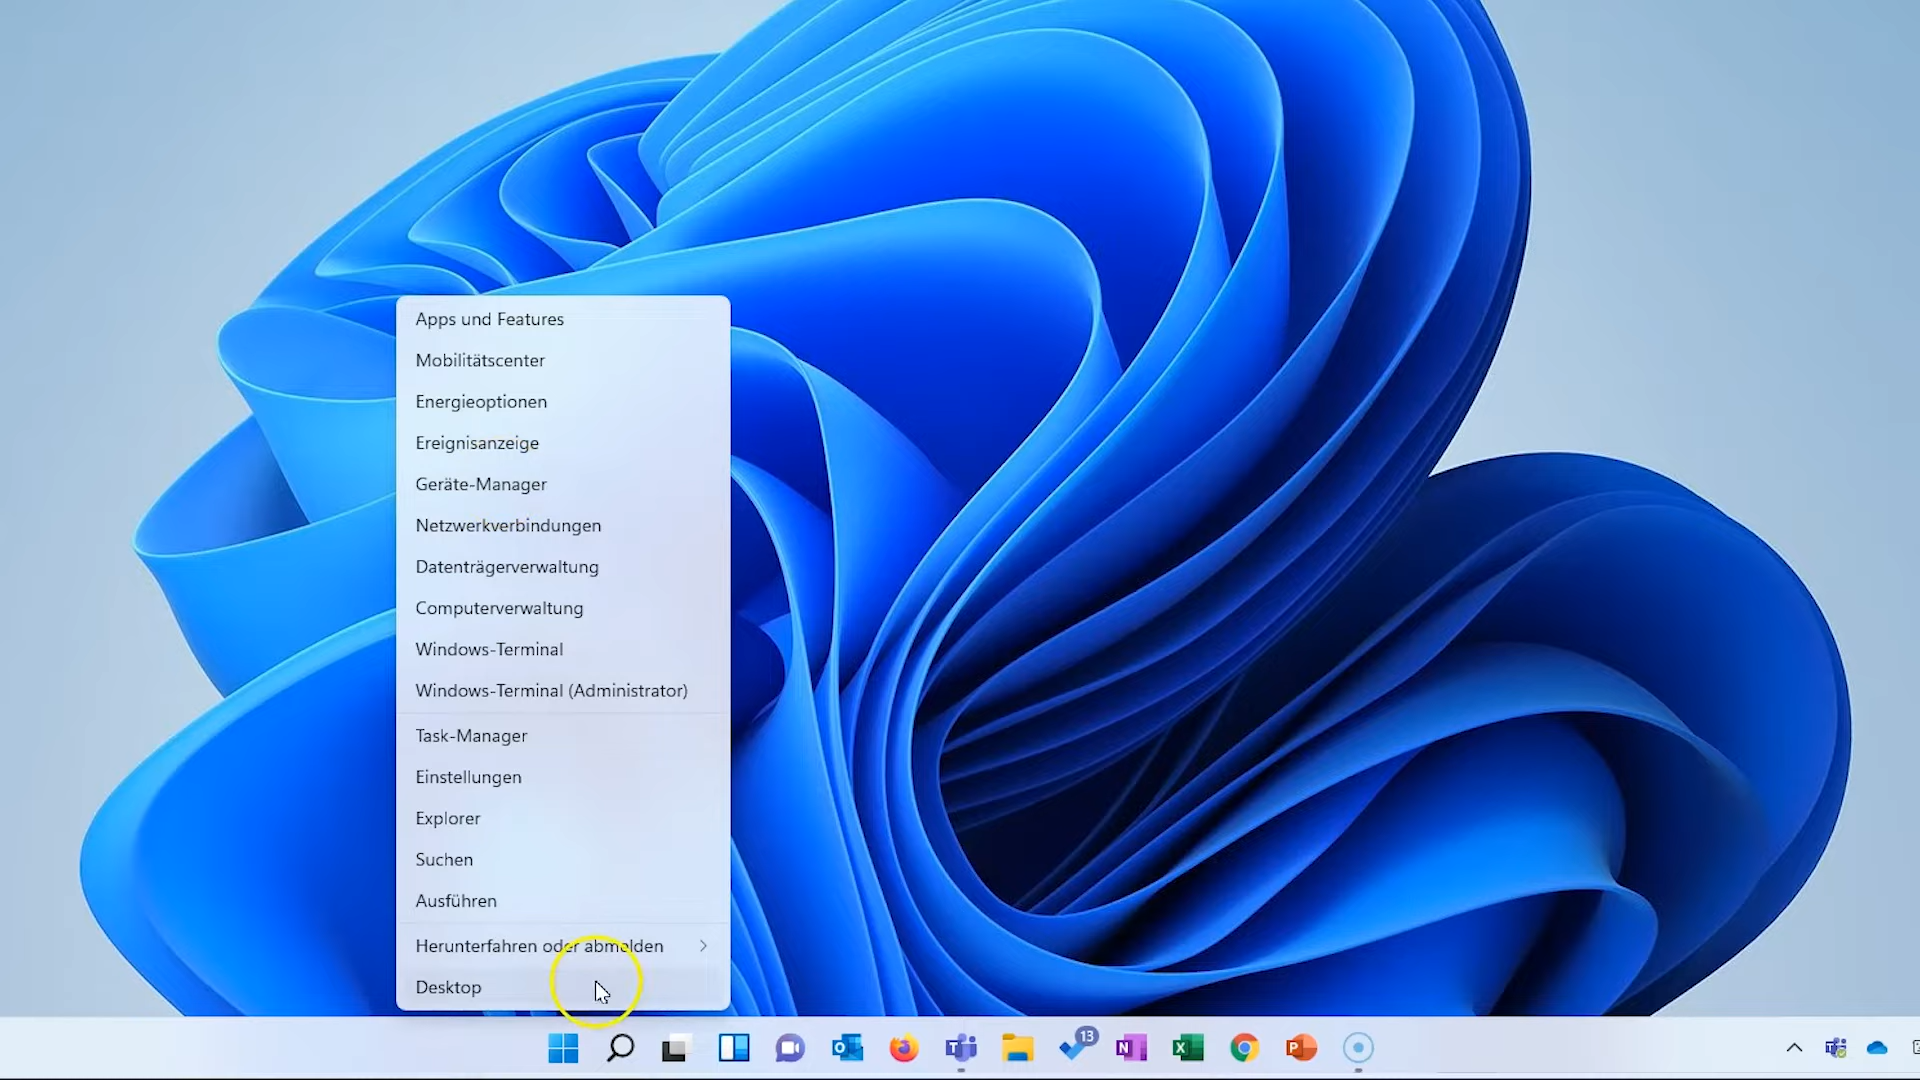 Apps und Features
Mobilitätscenter
Energieoptionen
Ereignisanzeige
Geräte-Manager
Netzwerkverbindungen
Datenträgerverwaltung
Computerverwaltung
Windows-Terminal
Windows-Terminal (Administrator)
Task-Manager
Einstellungen
Explorer
Suchen
Ausführen
Herunterfahren oder abmelden
Desktop
13